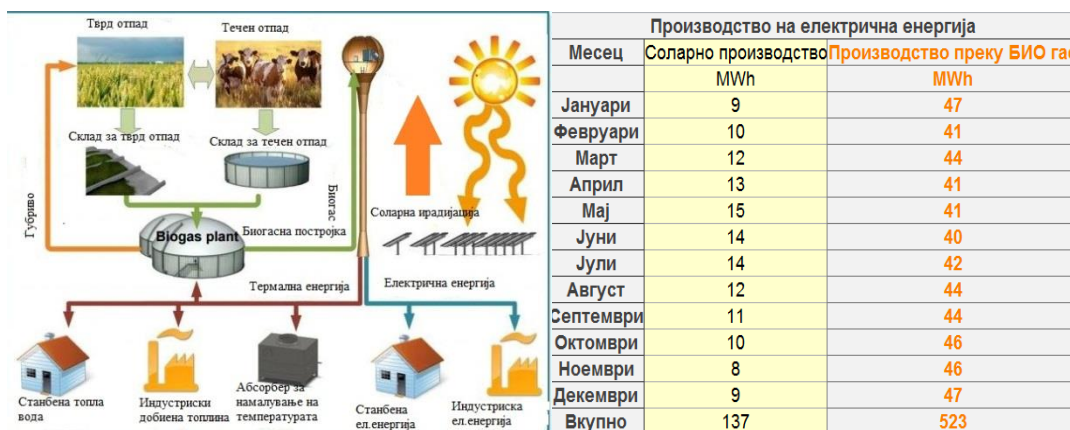 Тврд отпад
Течен отпад
Склад за тврд отпад
Склад за течен отпад
Губриво
Биогас
Biogas plant
Биогасна постројка
Соларна ирадијација
Термална енергија
Електрична енергија
Станбена топла
вода
Индустриски
добиена топлина
Абсорбер за
намалување на
температурата
Станбена
ел.енергија
Индустриска
ел.енергија
Производство на електрична енергија
Месец Соларно производство Производство преку БИО гас
MWh MWh
Јануари 9 47
Февруари 10 41
Март 12 44
Април 13 41
Мај 15 41
Јуни 14 40
Јули 14 42
Август 12 44
Септември 11 44
Октомври 10 46
Ноември 8 46
Декември 9 47
Вкупно 137 523